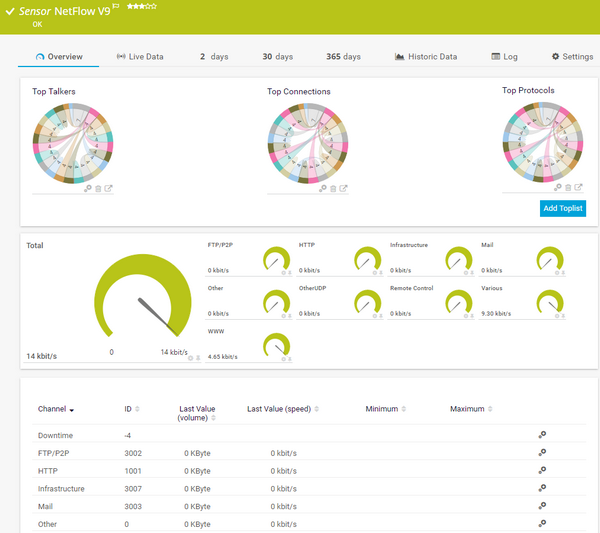 Sensor NetFlow V9
OK
Overview Live Data 2 days 30 days 365 days Historic Data Log Settings
Top Talkers Top Connections Top Protocols
Add Toplist
Total FTP/P2P HTTP Infrastructure Mail
0 kbit/s 0 kbit/s 0 kbit/s 0 kbit/s
Other OtherUDP Remote Control Various
0 kbit/s 0 kbit/s 0 kbit/s 9.30 kbit/s
WWW
14 kbit/s 0 14 kbit/s 4.65 kbit/s
Channel ID Last Value (volume) Last Value (speed) Minimum Maximum
Downtime -4
FTP/P2P 3002 0 KByte 0 kbit/s
HTTP 1001 0 KByte 0 kbit/s
Infrastructure 3007 0 KByte 0 kbit/s
Mail 3003 0 KByte 0 kbit/s
Other 0 0 KByte 0 kbit/s